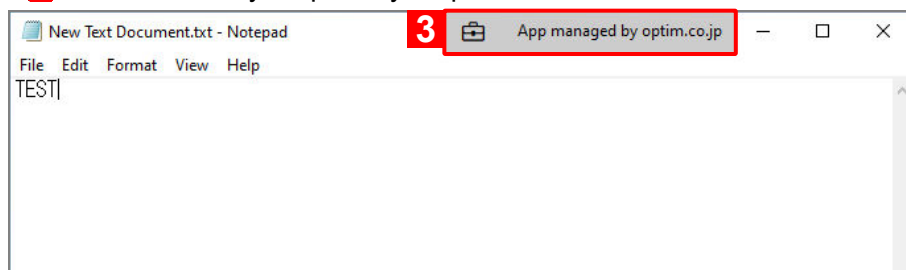 New Text Document.txt - Notepad
3
App managed by optim.co.jp
File Edit Format View Help
TEST